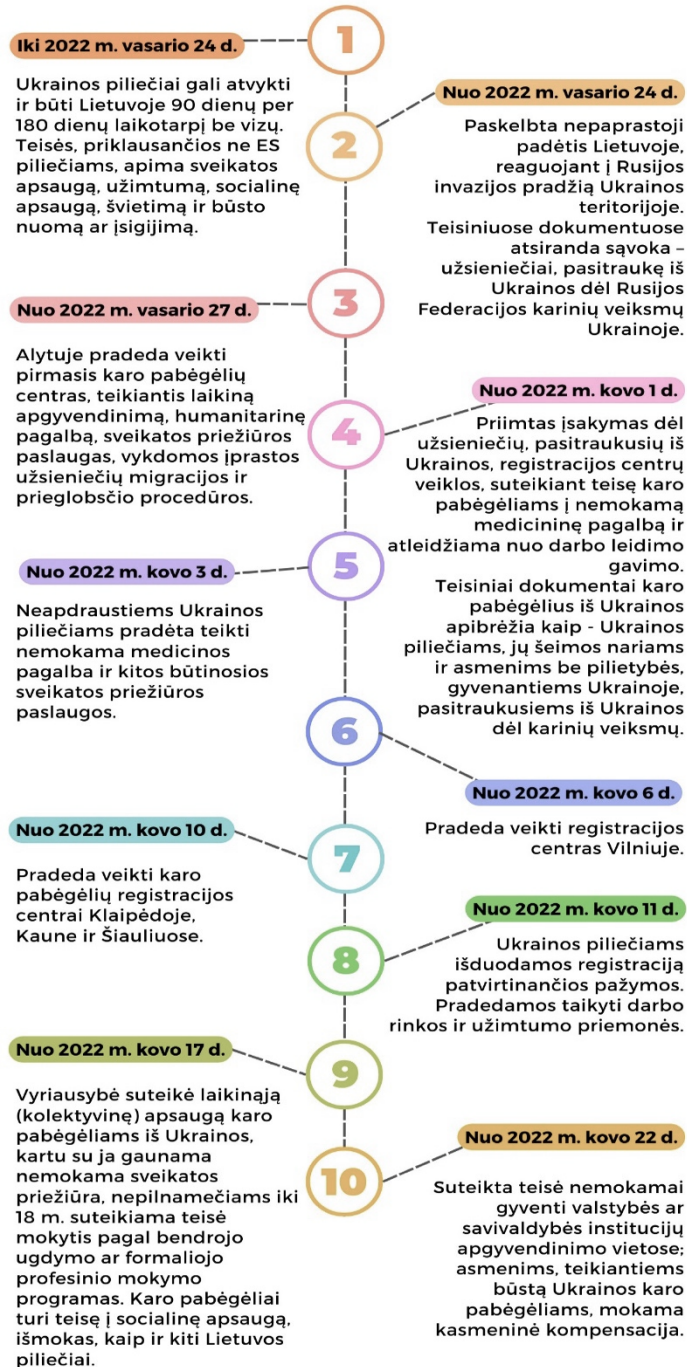 1
Iki 2022 m. vasario 24 d.
Ukrainos piliečiai gali atvykti
ir būti Lietuvoje 90 dienų per
180 dienų laikotarpį be vizų.
Teisės, priklausančios ne ES
piliečiams, apima sveikatos
apsaugą, užimtumą, socialinę
apsaugą, švietimą ir būsto
nuomą ar įsigijimą.
2
Nuo 2022 m. vasario 24 d.
Paskelbta nepaprastoji
padėtis Lietuvoje,
reaguojant į Rusijos
invazijos pradžią Ukrainos
teritorijoje.
Teisiniuose dokumentuose
atsiranda sąvoka –
užsieniečiai, pasitraukę iš
Ukrainos dėl Rusijos
Federacijos karinių veiksmų
Ukrainoje.
3
Nuo 2022 m. vasario 27 d.
Alytuje pradeda veikti
pirmasis karo pabėgėlių
centras, teikiantis laikiną
apgyvendinimą, humanitarinę
pagalbą, sveikatos priežiūros
paslaugas, vykdomos įprastos
užsieniečių migracijos ir
prieglobsčio procedūros.
4
Nuo 2022 m. kovo 1 d.
Priimtas įsakymas dėl
užsieniečių, pasitraukusių iš
Ukrainos, registracijos centrų
veiklos, suteikiant teisę karo
pabėgėliams į nemokamą
medicininę pagalbą ir
atleidžiama nuo darbo leidimo
gavimo.
Teisiniai dokumentai karo
pabėgėlius iš Ukrainos
apibrėžia kaip - Ukrainos
piliečiams, jų šeimos nariams
ir asmenims be pilietybės,
gyvenantiems Ukrainoje,
pasitraukusiems iš Ukrainos
dėl karinių veiksmų.
5
Nuo 2022 m. kovo 3 d.
Neapdraustiems Ukrainos
piliečiams pradėta teikti
nemokama medicinos
pagalba ir kitos būtinosios
sveikatos priežiūros
paslaugos.
6
Nuo 2022 m. kovo 6 d.
Pradeda veikti registracijos
centras Vilniuje.
7
Nuo 2022 m. kovo 10 d.
Pradeda veikti karo
pabėgėlių registracijos
centrai Klaipėdoje,
Kaune ir Šiauliuose.
8
Nuo 2022 m. kovo 11 d.
Ukrainos piliečiams
išduodamos registraciją
patvirtinančios pažymos.
Pradedamos taikyti darbo
rinkos ir užimtumo priemonės.
9
Nuo 2022 m. kovo 17 d.
Vyriausybė suteikė laikinąją
(kolektyvinę) apsaugą karo
pabėgėliams iš Ukrainos,
kartu su ja gaunama
nemokama sveikatos
priežiūra, nepilnamečiams iki
18 m. suteikiama teisė
mokytis pagal bendrojo
ugdymo ar formaliojo
profesinio mokymo
programas. Karo pabėgėliai
turi teisę į socialinę apsaugą,
išmokas, kaip ir kiti Lietuvos
piliečiai.
10
Nuo 2022 m. kovo 22 d.
Suteikta teisė nemokamai
gyventi valstybės ar
savivaldybės institucijų
apgyvendinimo vietose;
asmenims, teikiantiems
būstą Ukrainos karo
pabėgėliams, mokama
kasmeninė kompensacija.